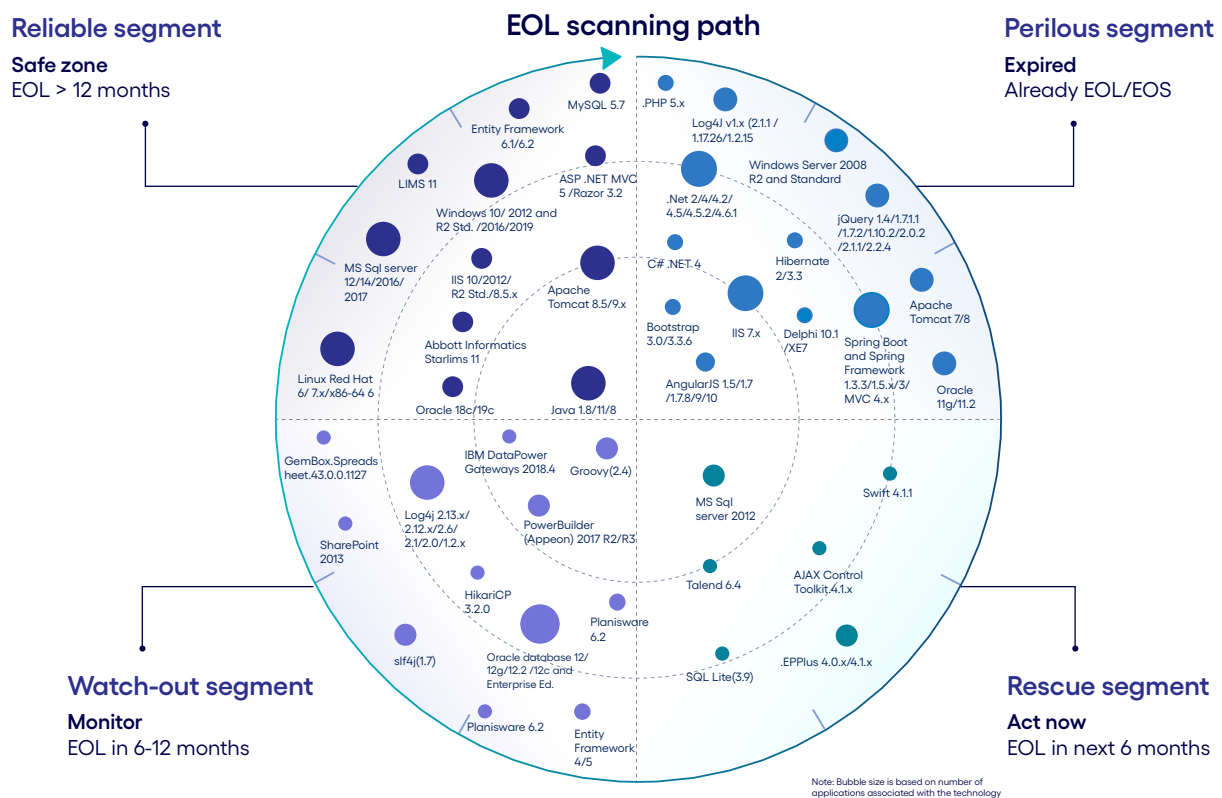 EOL scanning path
Reliable segment
Safe zone
EOL > 12 months
Perilous segment
Expired
Already EOL/EOS
MySQL 5.7
Entity Framework
6.1/6.2
LIMS 11
ASP .NET MVC
5 /Razor 3.2
Windows 10/ 2012 and
R2 Std. /2016/2019
MS Sql server
12/14/2016/
2017
IIS 10/2012/
R2 Std./8.5.x
Apache
Tomcat 8.5/9.x
Abbott Informatics
Starlims 11
Linux Red Hat
6/ 7.x/x86-64 6
Oracle 18c/19c
Java 1.8/11/8
.PHP 5.x
Log4J v1.x (2.1.1 /
1.17.26/1.2.15
Windows Server 2008
R2 and Standard
.Net 2/4/4.2/
4.5/4.5.2/4.6.1
jQuery 1.4/1.7.1.1
/1.7.2/1.10.2/2.0.2
/2.1.1/2.2.4
C# .NET 4
Hibernate
2/3.3
Apache
Tomcat 7/8
Bootstrap
3.0/3.3.6
IIS 7.x
Delphi 10.1
/XE7
Spring Boot
and Spring
Framework
1.3.3/1.5.x/3/
MVC 4.x
AngularJS 1.5/1.7
/1.7.8/9/10
Oracle
11g/11.2
GemBox.Spreads
heet.43.0.0.1127
IBM DataPower
Gateways 2018.4
Groovy(2.4)
Log4j 2.13.x/
2.12.x/2.6/
2.1/2.0/1.2.x
PowerBuilder
(Appeon) 2017 R2/R3
SharePoint
2013
HikariCP
3.2.0
Planisware
6.2
slf4j(1.7)
Oracle database 12/
12g/12.2 /12c and
Enterprise Ed.
Planisware 6.2
Entity
Framework
4/5
MS Sql
server 2012
Swift 4.1.1
Talend 6.4
AJAX Control
Toolkit.4.1.x
SQL Lite(3.9)
.EPPlus 4.0.x/4.1.x
Watch-out segment
Monitor
EOL in 6-12 months
Rescue segment
Act now
EOL in next 6 months
Note: Bubble size is based on number of
applications associated with the technology